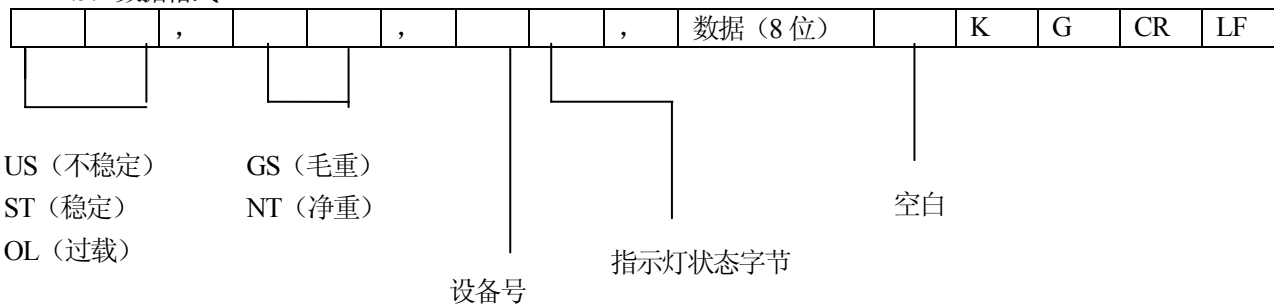 ， ， ， 数据（8 位） K G CR LF
US（不稳定） GS（毛重）
ST（稳定） NT（净重） 空白
OL（过载） 指示灯状态字节
设备号